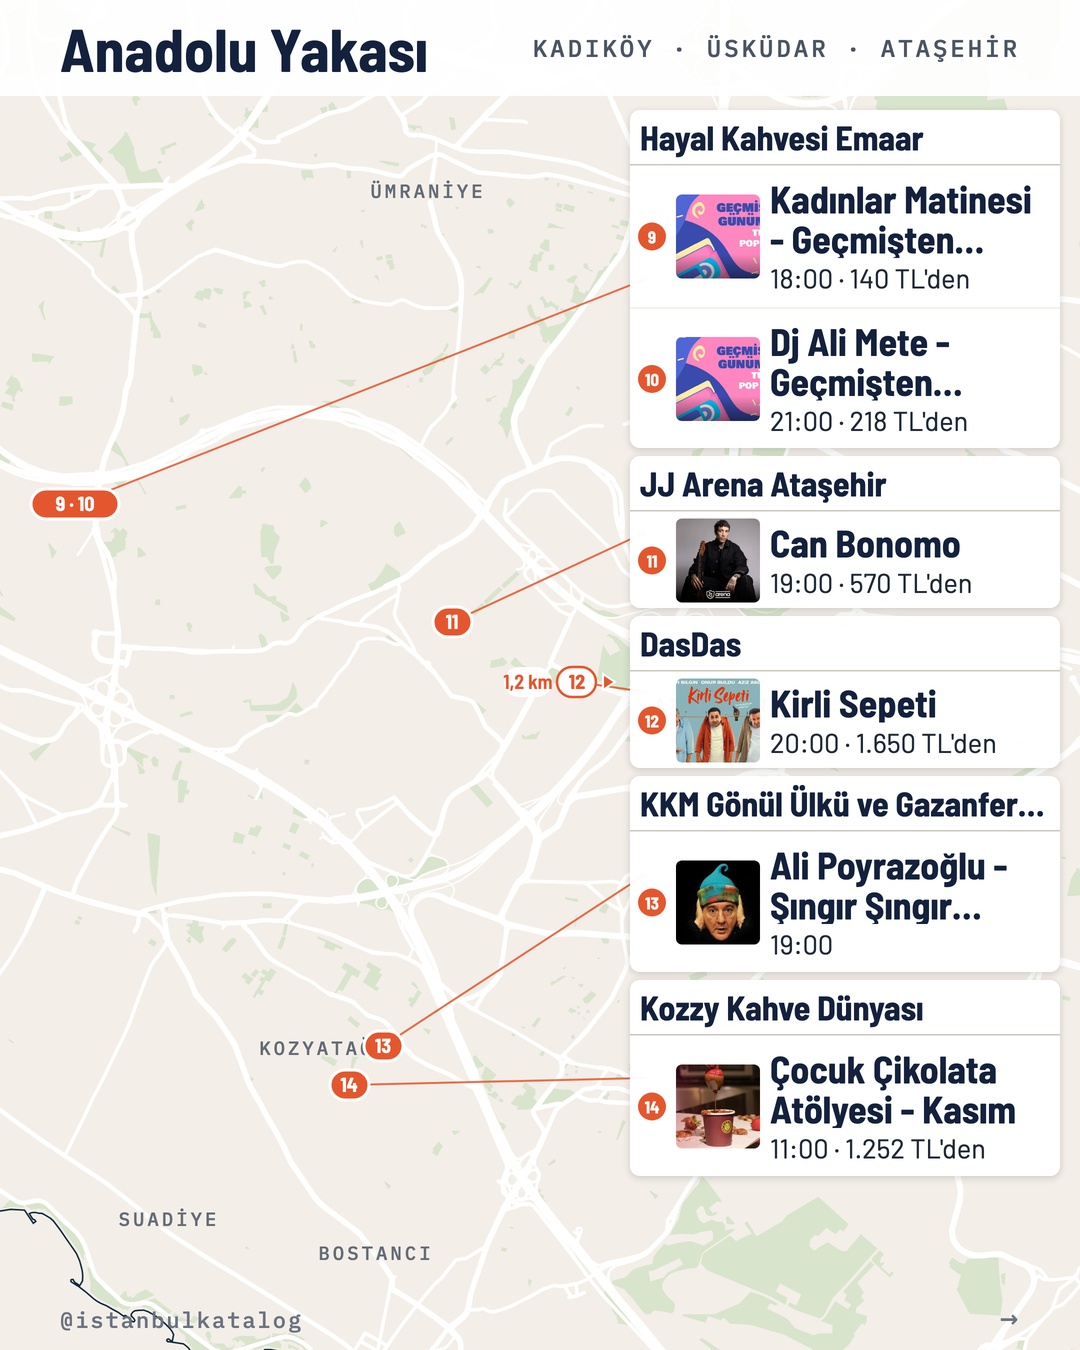 Anadolu Yakası
KADIKÖY · ÜSKÜDAR · ATAŞEHİR
ÜMRANİYE
9 · 10
11
1,2 km 12
KOZYATA
13
14
SUADİYE
BOSTANCI
Hayal Kahvesi Emaar
9
Kadınlar Matinesi
- Geçmişten...
18:00 · 140 TL'den
10
Dj Ali Mete -
Geçmişten...
21:00 · 218 TL'den
JJ Arena Ataşehir
11
Can Bonomo
19:00 · 570 TL'den
DasDas
12
Kirli Sepeti
Kirli Sepeti
20:00 · 1.650 TL'den
KKM Gönül Ülkü ve Gazanfer...
13
Ali Poyrazoğlu -
Şıngır Şıngır...
19:00
Kozzy Kahve Dünyası
14
Çocuk Çikolata
Atölyesi - Kasım
11:00 · 1.252 TL'den
@istanbulkatalog
→